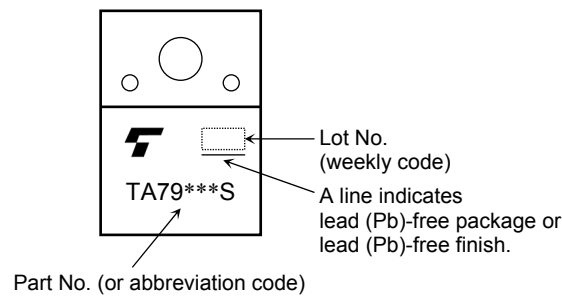 Lot No.
(weekly code)
TA79***S
A line indicates
lead (Pb)-free package or
lead (Pb)-free finish.
Part No. (or abbreviation code)